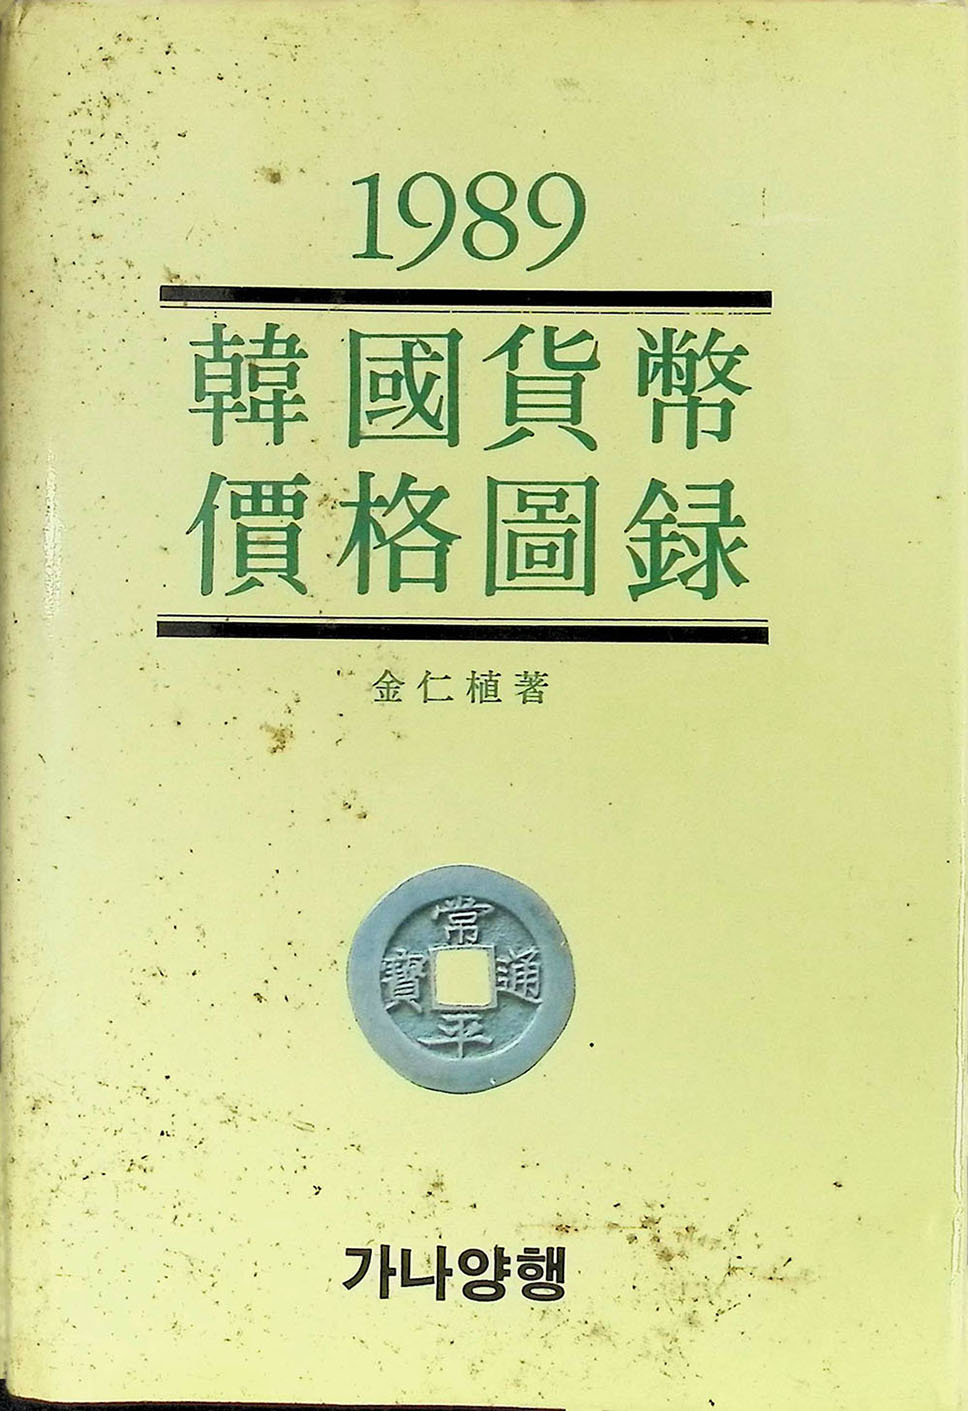 1989
韓國貨幣
價格圖録
金仁植著
常
寶 通
平
가나양행